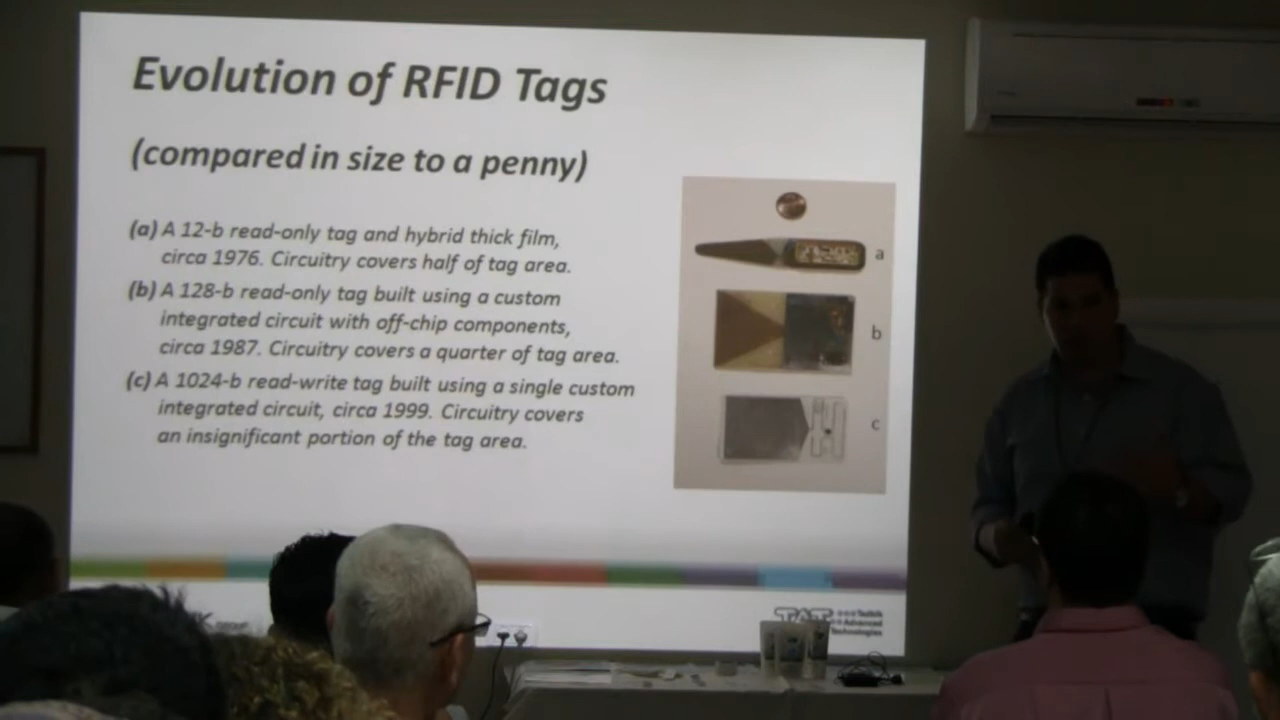 Evolution of RFID Tags
(compared in size to a penny)
(a) A 12-b read-only tag and hybrid thick film,
circa 1976. Circuitry covers half of tag area.
(b) A 128-b read-only tag built using a custom
integrated circuit with off-chip components,
circa 1987. Circuitry covers a quarter of tag area.
(c) A 1024-b read-write tag built using a single custom
integrated circuit, circa 1999. Circuitry covers
an insignificant portion of the tag area.
a
b
c
TAT
Advanced
Technologies